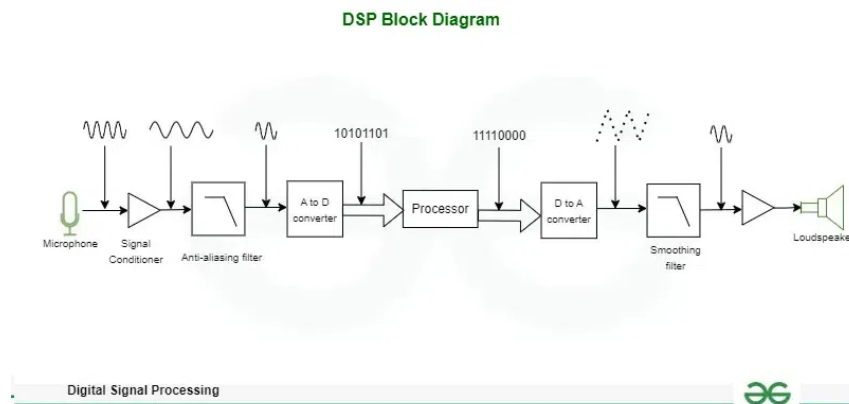 DSP Block Diagram
10101101
11110000
A to D
converter
Processor
D to A
converter
Microphone
Signal
Conditioner
Anti-aliasing filter
Smoothing
filter
Loudspeake
Digital Signal Processing